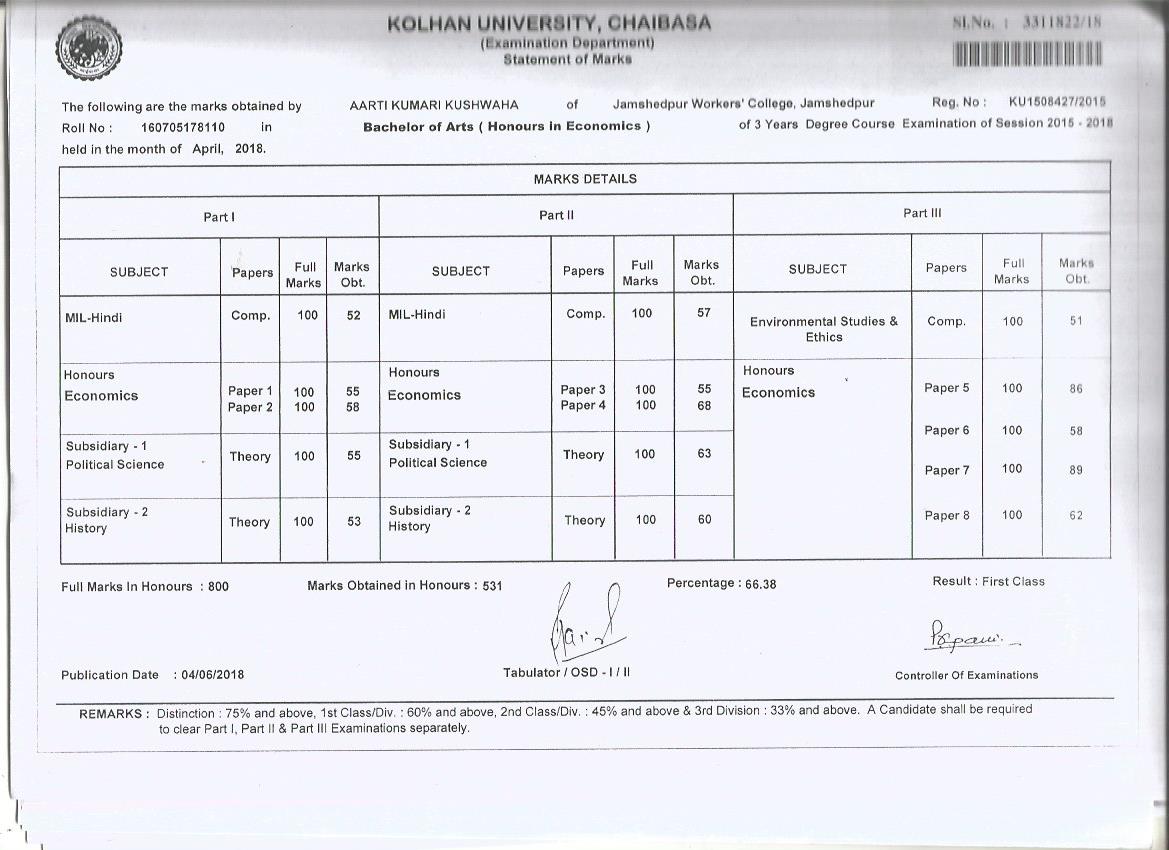 KOLHAN UNIVERSITY, CHAIBASA
(Examination Department)
Statement of Marks
Sl.No. : 3311822/18
The following are the marks obtained by AARTI KUMARI KUSHWAHA of Jamshedpur Workers' College, Jamshedpur Reg. No : KU1508427/2015
Roll No : 160705178110 in Bachelor of Arts ( Honours in Economics ) of 3 Years Degree Course Examination of Session 2015 - 2018
held in the month of April, 2018.
MARKS DETAILS
Part I Part II Part III
SUBJECT Papers Full Marks Marks Obt. SUBJECT Papers Full Marks Marks Obt. SUBJECT Papers Full Marks Marks Obt.
MIL-Hindi Comp. 100 52 MIL-Hindi Comp. 100 57 Environmental Studies & Ethics Comp. 100 51
Honours Honours Honours
Economics Paper 1 100 55 Economics Paper 3 100 55 Economics Paper 5 100 86
Paper 2 100 58 Paper 4 100 68
Paper 6 100 58
Subsidiary - 1 Subsidiary - 1
Political Science Theory 100 55 Political Science Theory 100 63 Paper 7 100 89
Subsidiary - 2 Subsidiary - 2
History Theory 100 53 History Theory 100 60 Paper 8 100 62
Full Marks In Honours : 800 Marks Obtained in Honours : 531 Percentage : 66.38 Result : First Class
Publication Date : 04/06/2018 Tabulator / OSD - I / II Controller Of Examinations
REMARKS : Distinction : 75% and above, 1st Class/Div. : 60% and above, 2nd Class/Div. : 45% and above & 3rd Division : 33% and above. A Candidate shall be required
to clear Part I, Part II & Part III Examinations separately.